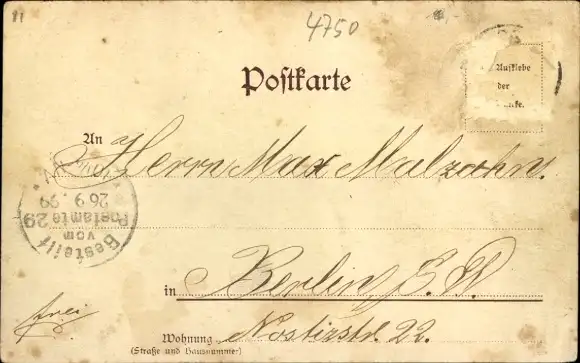 11
4750
Postkarte
Aufklebe
der
An Herrn Max Malzahn.
Bestellt
vom
Postamte 29
26 9 99
in Berlin S.W.
frei
Wohnung Nostizstr. 22.
(Straße und Hausnummer)